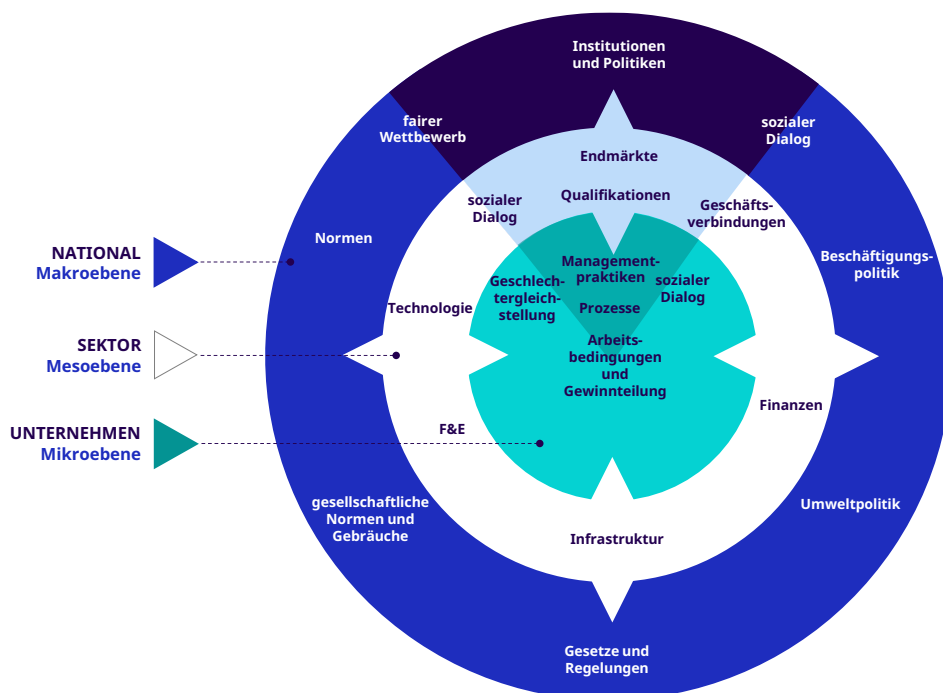 Institutionen
und Politiken
fairer
Wettbewerb
sozialer
Dialog
Endmärkte
Qualifikationen
sozialer
Dialog
Geschäfts-
verbindungen
Normen
Beschäftigungs-
politik
NATIONAL
Makroebene
Management-
praktiken
Geschlech-
tergleich-
stellung
sozialer
Dialog
Technologie
Prozesse
SEKTOR
Mesoebene
Arbeits-
bedingungen
und
Gewinnteilung
Finanzen
UNTERNEHMEN
Mikroebene
F&E
gesellschaftliche
Normen und
Gebräuche
Umweltpolitik
Infrastruktur
Gesetze und
Regelungen